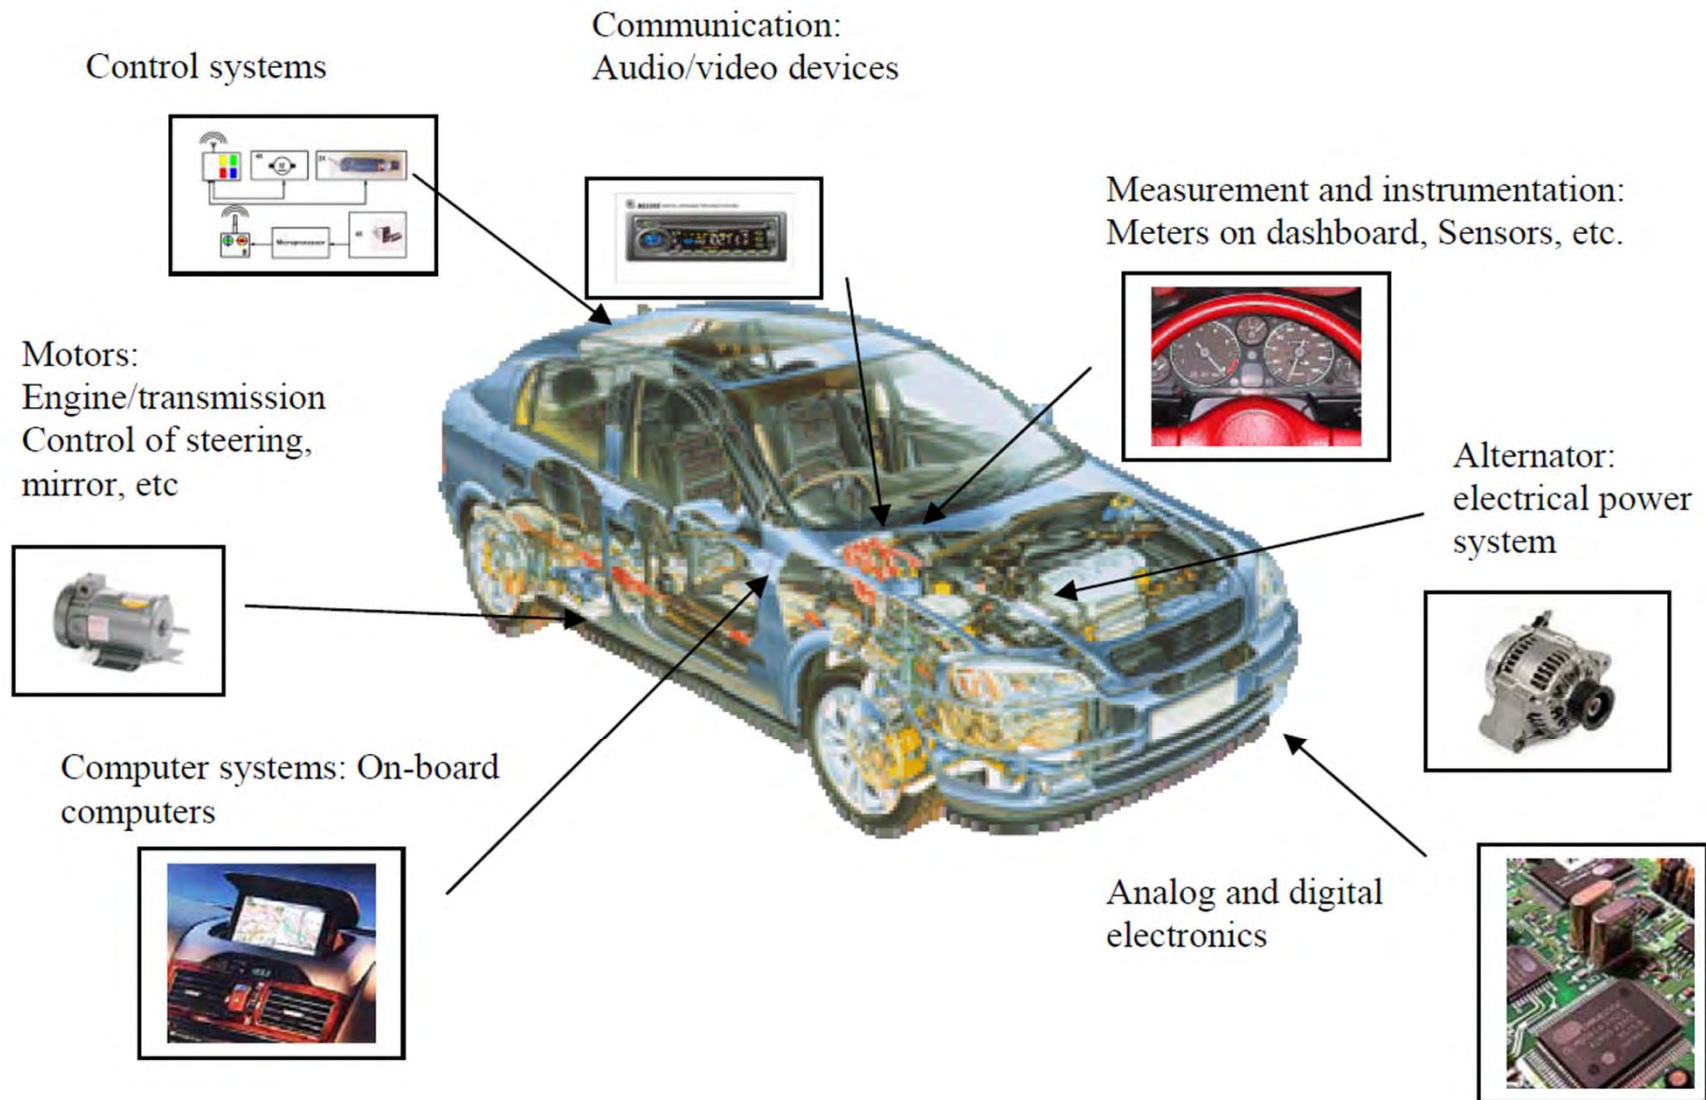 Communication:
Audio/video devices
Control systems
Measurement and instrumentation:
Meters on dashboard, Sensors, etc.
Microprocessor
Motors:
Engine/transmission
Control of steering,
mirror, etc
Alternator:
electrical power
system
Computer systems: On-board
computers
Analog and digital
electronics